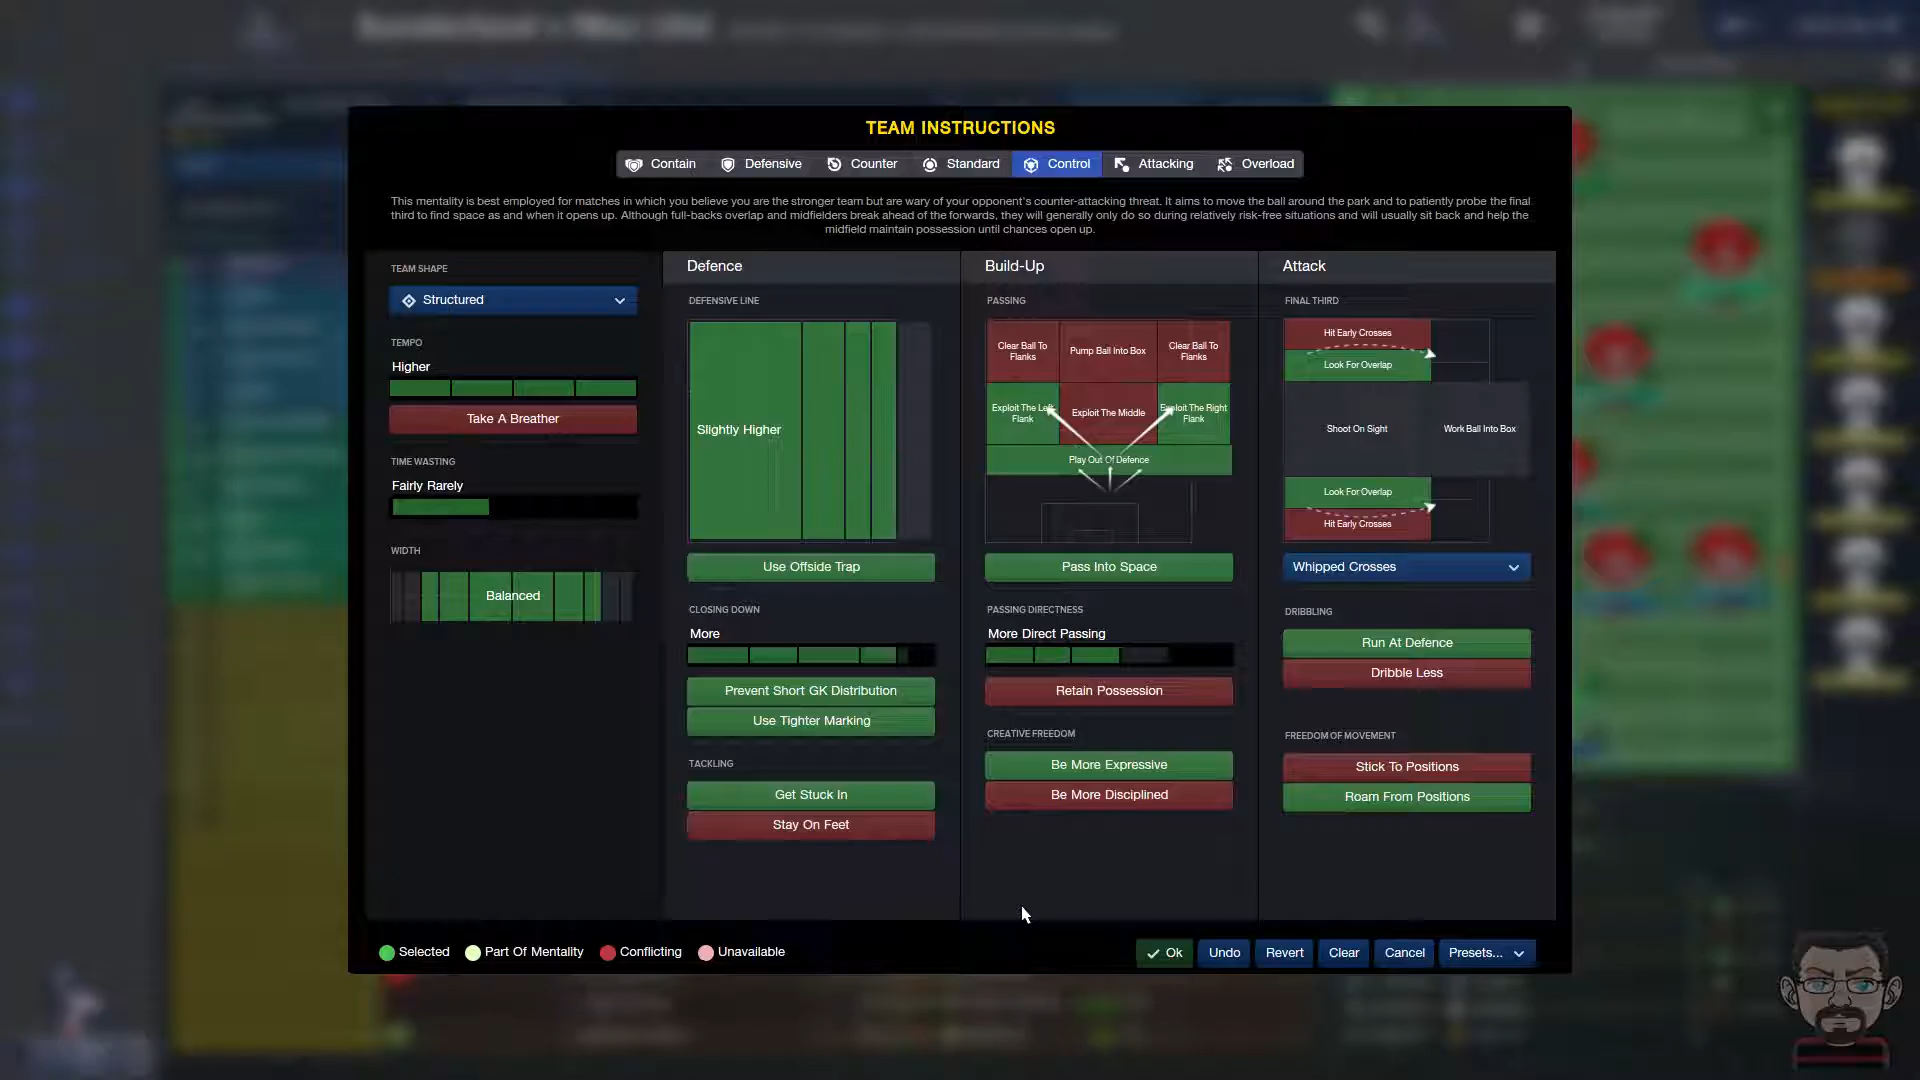 TEAM INSTRUCTIONS
Contain
Defensive
Counter
Standard
Control
Attacking
Overload
This mentality is best employed for matches in which you believe you are the stronger team but are wary of your opponent's counter-attacking threat. It aims to move the ball around the park and to patiently probe the final
third to find space as and when it opens up. Although full-backs overlap and midfielders break ahead of the forwards, they will generally only do so during relatively risk-free situations and will usually sit back and help the
midfield maintain possession until chances open up.
TEAM SHAPE
Structured
TEMPO
Higher
Take A Breather
TIME WASTING
Fairly Rarely
WIDTH
Balanced
Defence
DEFENSIVE LINE
Slightly Higher
Use Offside Trap
CLOSING DOWN
More
Prevent Short GK Distribution
Use Tighter Marking
TACKLING
Get Stuck In
Stay On Feet
Build-Up
PASSING
Clear Ball To
Flanks
Pump Ball Into Box
Clear Ball To
Flanks
Exploit The Left
Flank
Exploit The Middle
Exploit The Right
Flank
Play Out Of Defence
Pass Into Space
PASSING DIRECTNESS
More Direct Passing
Retain Possession
CREATIVE FREEDOM
Be More Expressive
Be More Disciplined
Attack
FINAL THIRD
Hit Early Crosses
Look For Overlap
Shoot On Sight
Work Ball Into Box
Look For Overlap
Hit Early Crosses
Whipped Crosses
DRIBBLING
Run At Defence
Dribble Less
FREEDOM OF MOVEMENT
Stick To Positions
Roam From Positions
Selected
Part Of Mentality
Conflicting
Unavailable
Ok
Undo
Revert
Clear
Cancel
Presets...